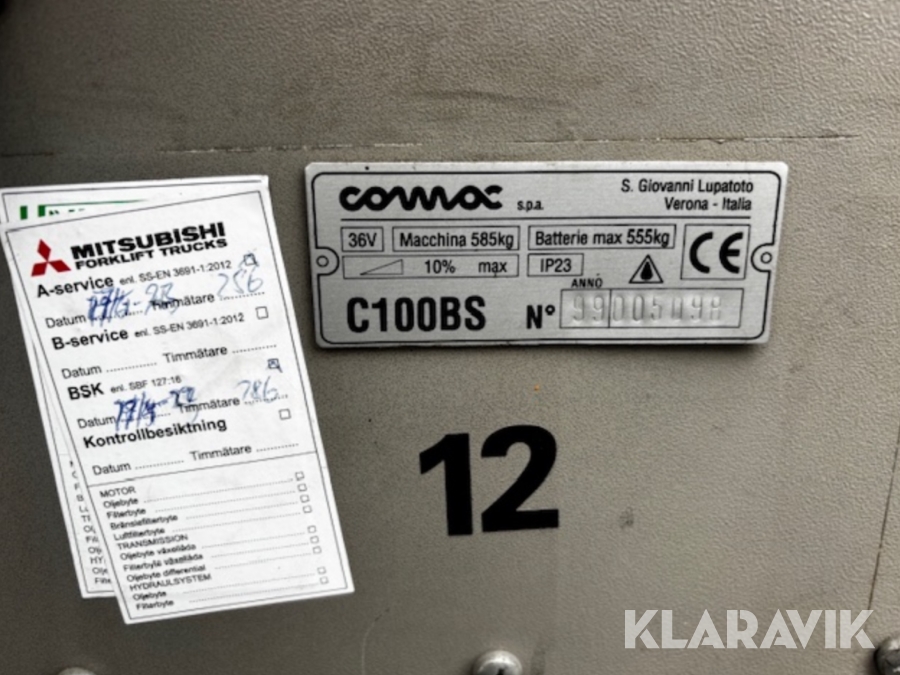 MITSUBISHI
FORKLIFT TRUCKS
A-service enl. SS-EN 3691-1:2012
Datum Timmätare
B-service enl. SS-EN 3691-1:2012
Datum ............ Timmätare ............
BSK enl. SBF 127:16
Datum Timmätare
Kontrollbesiktning
Datum ............ Timmätare ............
MOTOR
Oljebyte
Filterbyte
Bränslefilterbyte
Luftfilterbyte
TRANSMISSION
Oljebyte växellåda
Filterbyte växellåda
Oljebyte differential
HYDRAULSYSTEM
Oljebyte
Filterbyte
comac s.p.a.
S. Giovanni Lupatoto
Verona - Italia
36V Macchina 585kg Batterie max 555kg CE
10% max IP23
ANNO
C100BS N°
12
KLARAVIK